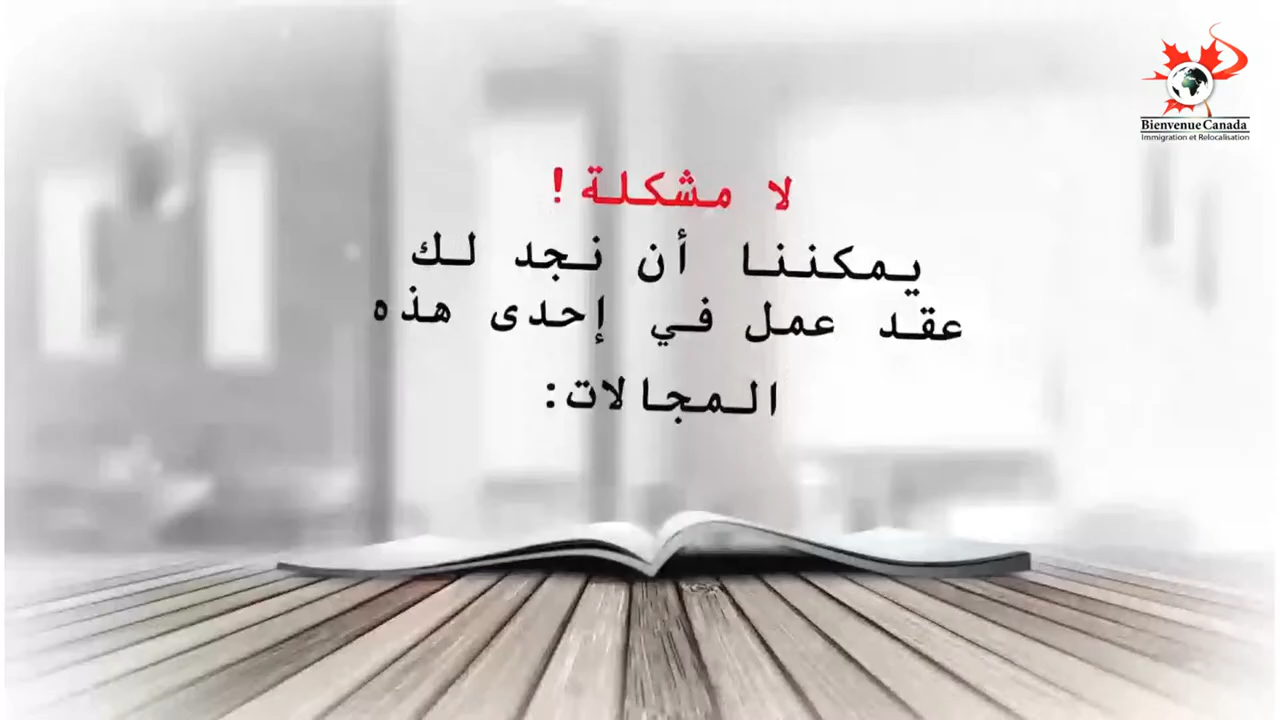 Bienvenue Canada
Immigration et Relocalisation
لا مشكلة!
يمكننا أن نجد لك
عقد عمل في إحدى هذه
المجالات: